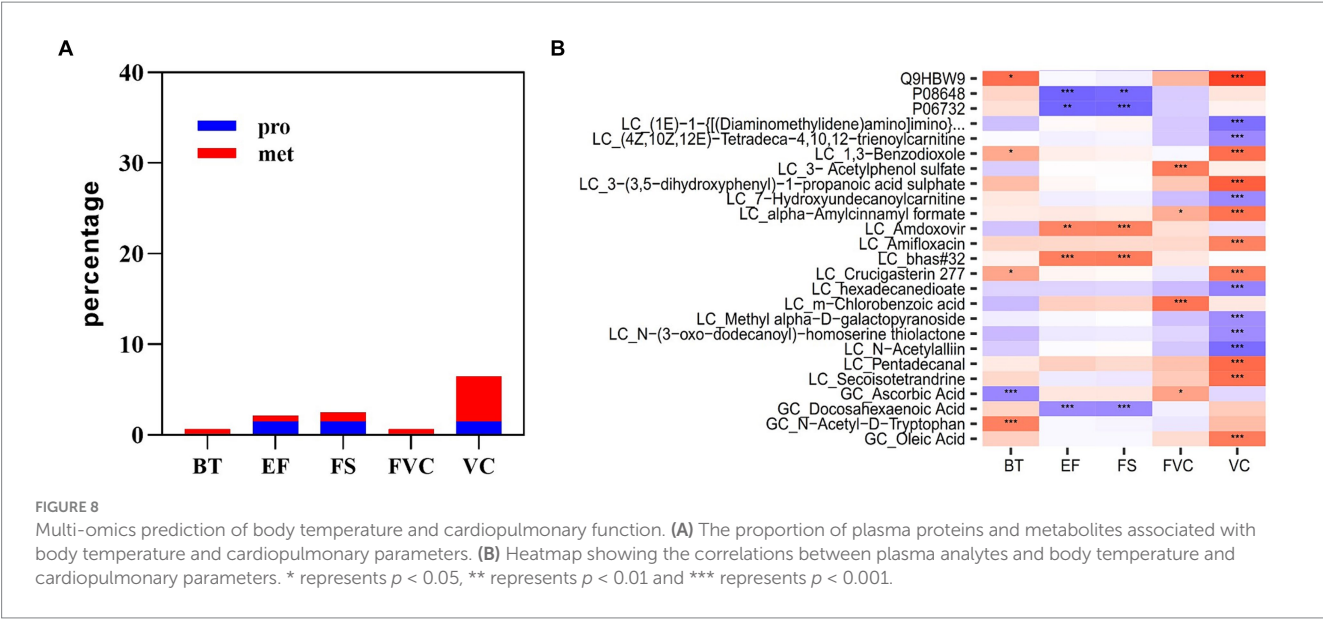 A
B
40
30
20
10
0
percentage
pro
met
BT EF FS FVC VC
Q9HBW9 * ***
P08648 *** **
P06732 ** ***
LC_(1E)−1−{[(Diaminomethylidene)amino]imino}... ***
LC_(4Z,10Z,12E)−Tetradeca−4,10,12−trienoylcarnitine ***
LC_1,3−Benzodioxole * ***
LC_3− Acetylphenol sulfate ***
LC_3−(3,5−dihydroxyphenyl)−1−propanoic acid sulphate ***
LC_7−Hydroxyundecanoylcarnitine ***
LC_alpha−Amylcinnamyl formate * ***
LC_Amdoxovir ** ***
LC_Amifloxacin ***
LC_bhas#32 *** ***
LC_Crucigasterin 277 * ***
LC_hexadecanedioate ***
LC_m−Chlorobenzoic acid ***
LC_Methyl alpha−D−galactopyranoside ***
LC_N−(3−oxo−dodecanoyl)−homoserine thiolactone ***
LC_N−Acetylalliin ***
LC_Pentadecanal ***
LC_Secoisotetrandrine ***
GC_Ascorbic Acid *** *
GC_Docosahexaenoic Acid *** ***
GC_N−Acetyl−D−Tryptophan ***
GC_Oleic Acid ***
BT EF FS FVC VC
FIGURE 8
Multi-omics prediction of body temperature and cardiopulmonary function. (A) The proportion of plasma proteins and metabolites associated with
body temperature and cardiopulmonary parameters. (B) Heatmap showing the correlations between plasma analytes and body temperature and
cardiopulmonary parameters. * represents p < 0.05, ** represents p < 0.01 and *** represents p < 0.001.